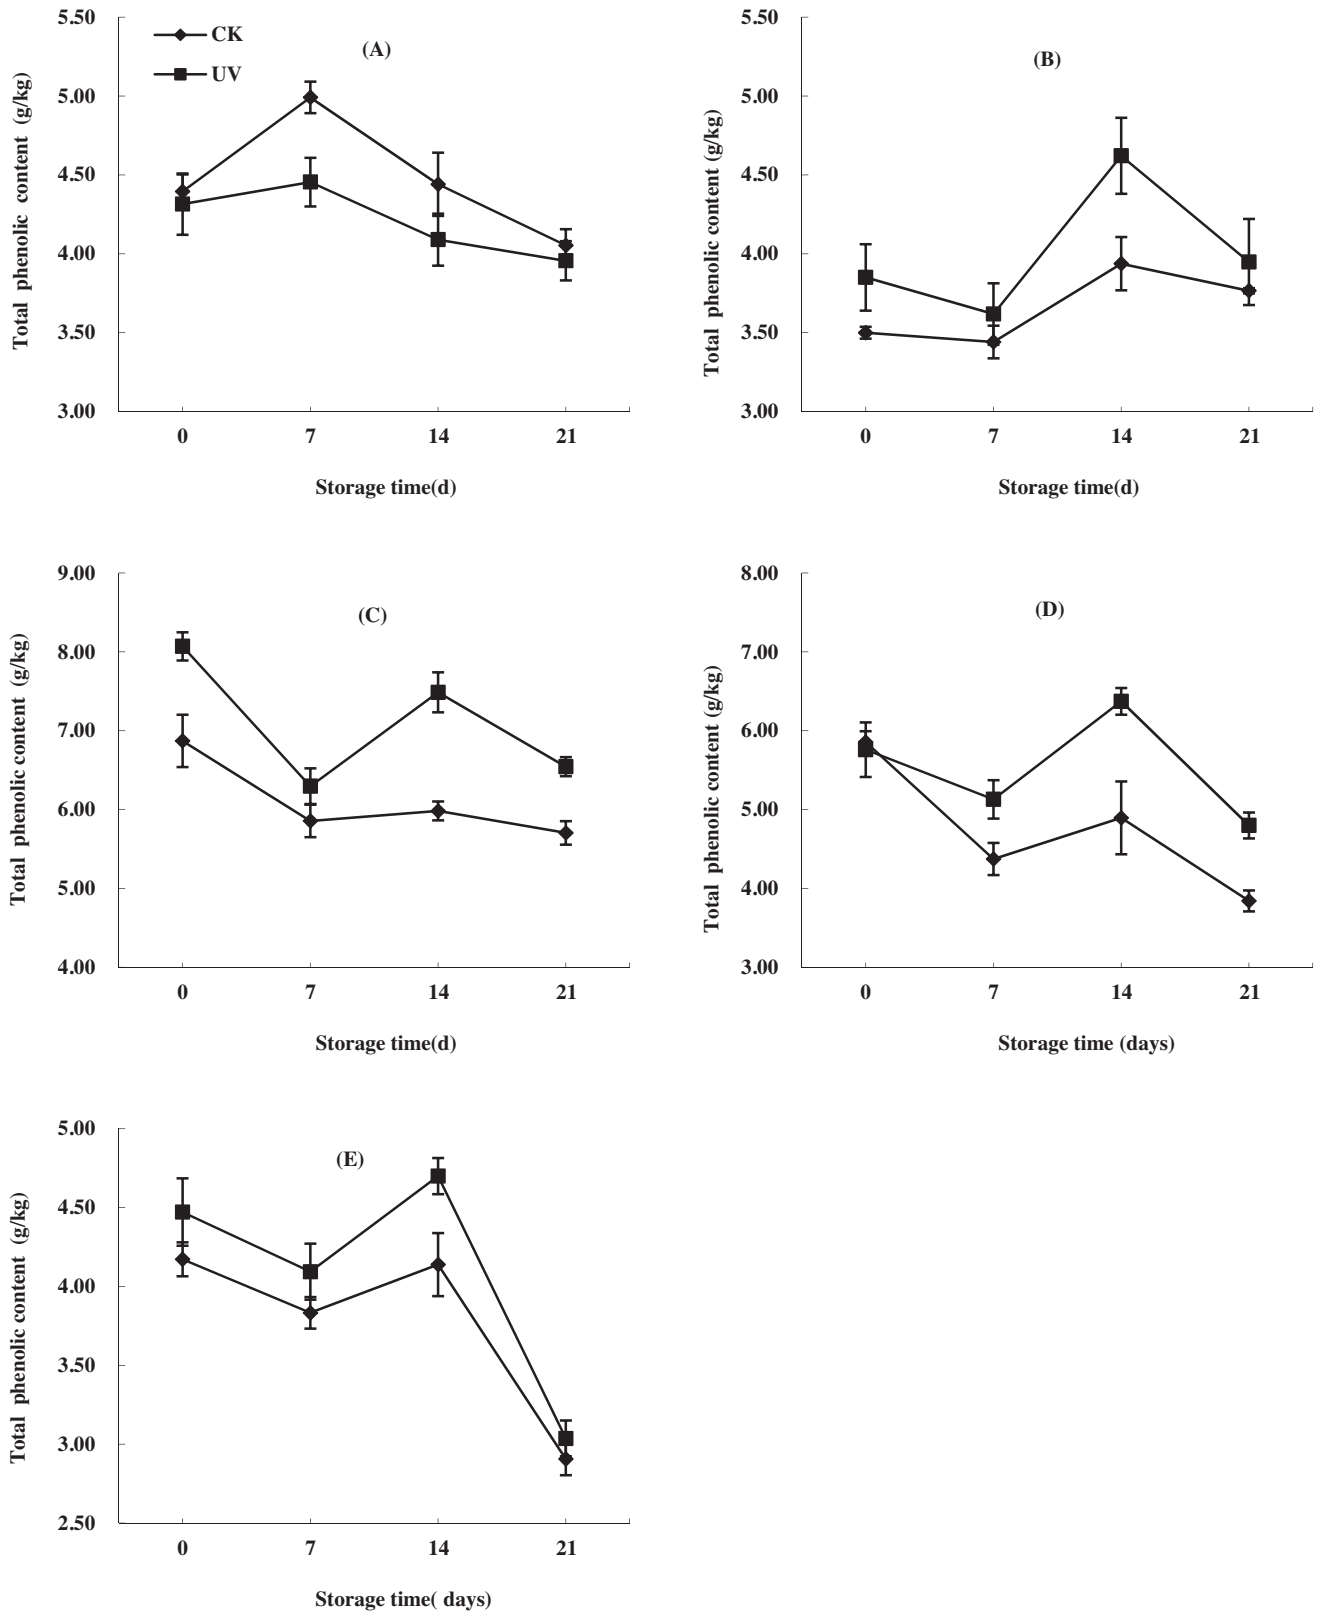 CK
UV
(A)
Total phenolic content (g/kg)
5.50
5.00
4.50
4.00
3.50
3.00
0 7 14 21
Storage time(d)
(B)
Total phenolic content (g/kg)
5.50
5.00
4.50
4.00
3.50
3.00
0 7 14 21
Storage time(d)
(C)
Total phenolic content (g/kg)
9.00
8.00
7.00
6.00
5.00
4.00
0 7 14 21
Storage time(d)
(D)
Total phenolic content (g/kg)
8.00
7.00
6.00
5.00
4.00
3.00
0 7 14 21
Storage time (days)
(E)
Total phenolic content (g/kg)
5.00
4.50
4.00
3.50
3.00
2.50
0 7 14 21
Storage time( days)